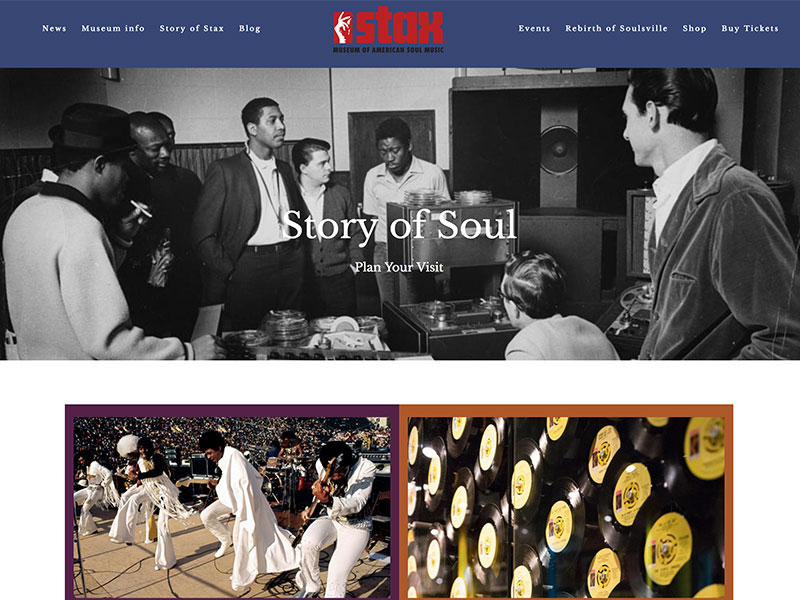 News Museum info Story of Stax Blog
stax
MUSEUM OF AMERICAN SOUL MUSIC
Events Rebirth of Soulsville Shop Buy Tickets
Story of Soul
Plan Your Visit